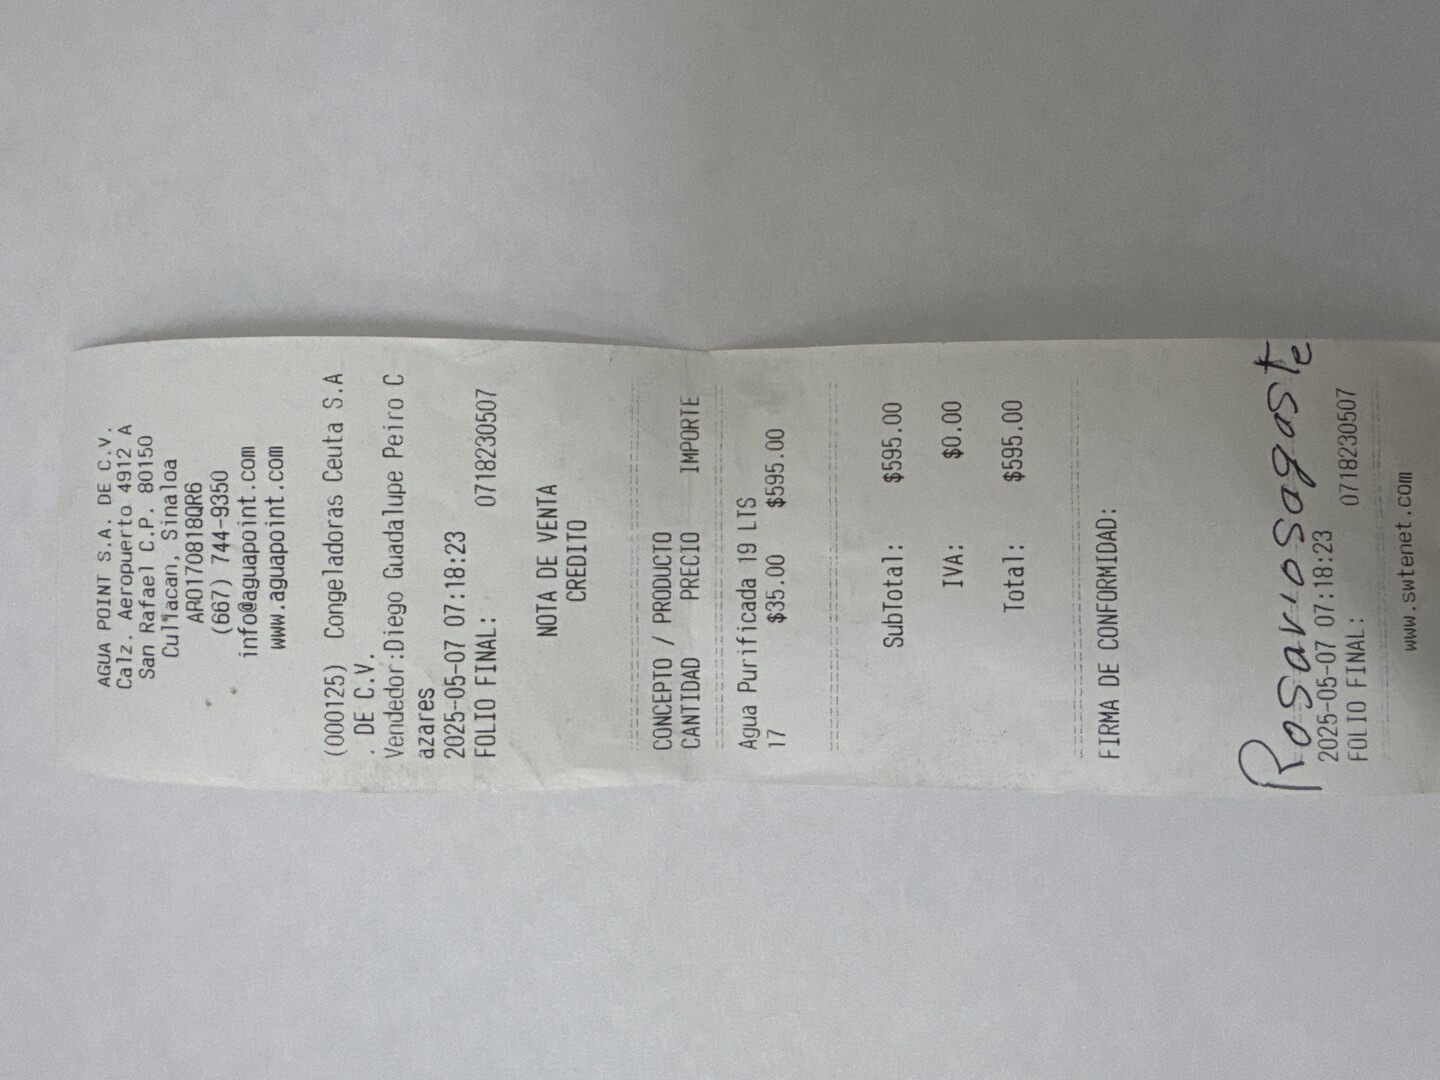 AGUA POINT S.A. DE C.V.
Calz. Aeropuerto 4912 A
San Rafael C.P. 80150
Culiacan, Sinaloa
ARO170818QR6
(667) 744-9350
info@aguapoint.com
www.aguapoint.com
(000125) Congeladoras Ceuta S.A
. DE C.V.
Vendedor:Diego Guadalupe Peiro C
azares
2025-05-07 07:18:23
FOLIO FINAL: 0718230507
NOTA DE VENTA
CREDITO
CONCEPTO / PRODUCTO
CANTIDAD PRECIO IMPORTE
Agua Purificada 19 LTS
17 $35.00 $595.00
SubTotal: $595.00
IVA: $0.00
Total: $595.00
FIRMA DE CONFORMIDAD:
Rosario Sagaste
2025-05-07 07:18:23
FOLIO FINAL: 0718230507
www.swtenet.com